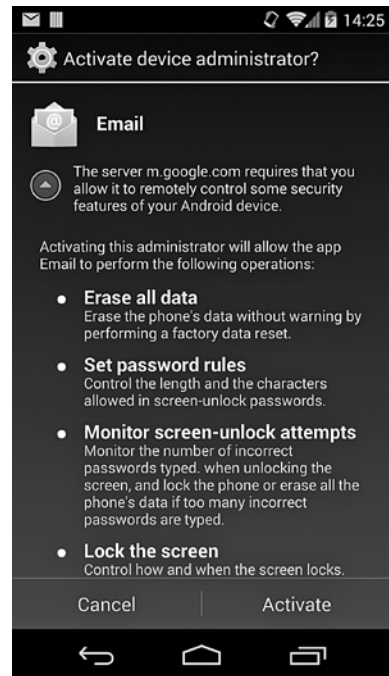 14:25
Activate device administrator?
Email
The server m.google.com requires that you
allow it to remotely control some security
features of your Android device.
Activating this administrator will allow the app
Email to perform the following operations:
• Erase all data
Erase the phone's data without warning by
performing a factory data reset.
• Set password rules
Control the length and the characters
allowed in screen-unlock passwords.
• Monitor screen-unlock attempts
Monitor the number of incorrect
passwords typed. when unlocking the
screen, and lock the phone or erase all the
phone's data if too many incorrect
passwords are typed.
• Lock the screen
Control how and when the screen locks.
Cancel
Activate